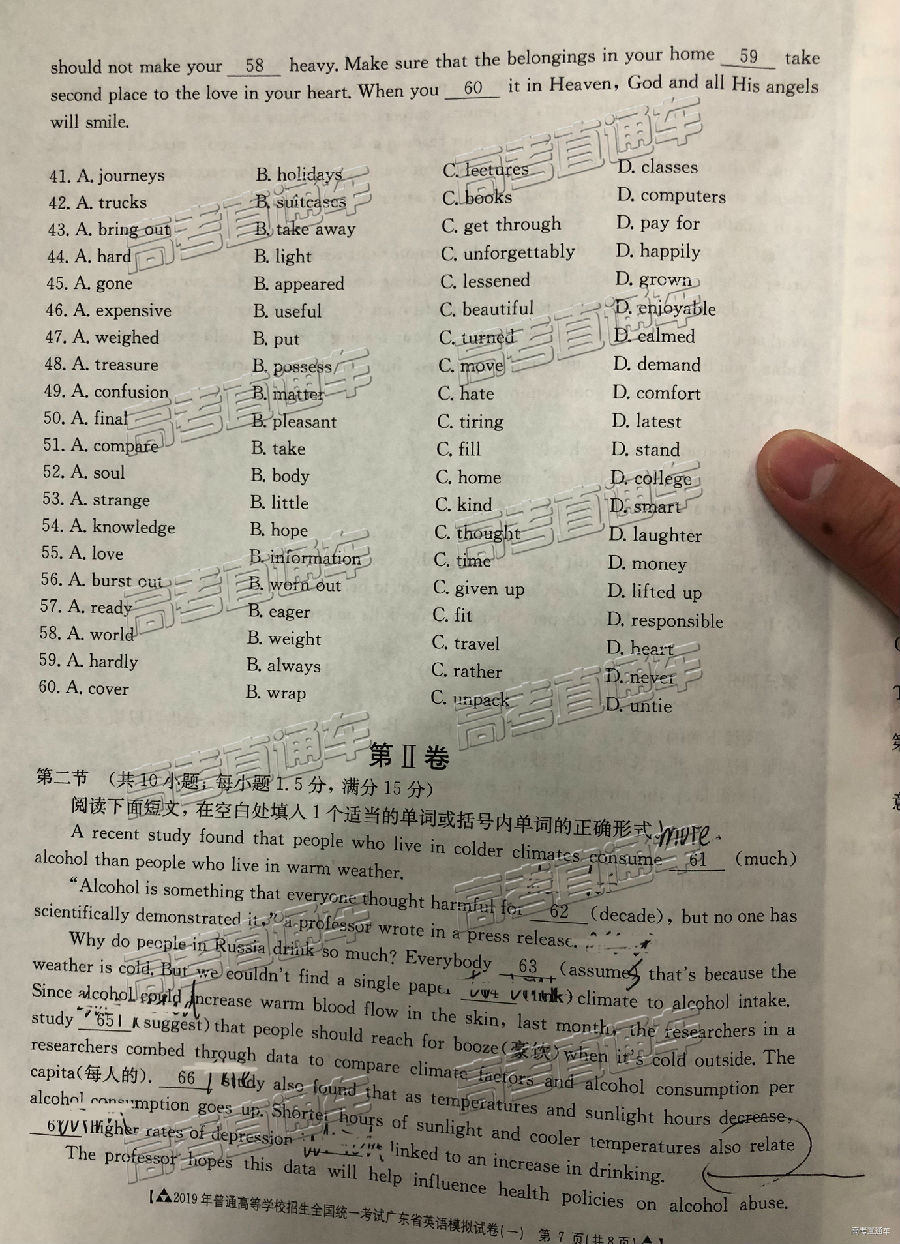 should not make your 58 heavy. Make sure that the belongings in your home 59 take
second place to the love in your heart. When you 60 it in Heaven, God and all His angels
will smile.
41. A. journeys B. holidays C. lectures D. classes
42. A. trucks B. suitcases C. books D. computers
43. A. bring out B. take away C. get through D. pay for
44. A. hard B. light C. unforgettably D. happily
45. A. gone B. appeared C. lessened D. grown
46. A. expensive B. useful C. beautiful D. enjoyable
47. A. weighed B. put C. turned D. calmed
48. A. treasure B. possess C. move D. demand
49. A. confusion B. matter C. hate D. comfort
50. A. final B. pleasant C. tiring D. latest
51. A. compare B. take C. fill D. stand
52. A. soul B. body C. home D. college
53. A. strange B. little C. kind D. smart
54. A. knowledge B. hope C. thought D. laughter
55. A. love B. information C. time D. money
56. A. burst out B. worn out C. given up D. lifted up
57. A. ready B. eager C. fit D. responsible
58. A. world B. weight C. travel D. heart
59. A. hardly B. always C. rather D. never
60. A. cover B. wrap C. unpack D. untie
第Ⅱ卷
第二节 (共10小题;每小题1.5分,满分15分)
阅读下面短文,在空白处填入1个适当的单词或括号内单词的正确形式。
more
A recent study found that people who live in colder climates consume 61 (much)
alcohol than people who live in warm weather.
“Alcohol is something that everyone thought harmful for 62 (decade), but no one has
scientifically demonstrated it,” a professor wrote in a press release.
Why do people in Russia drink so much? Everybody 63 (assume) that's because the
weather is cold. But we couldn't find a single paper climate to alcohol intake.
Since alcohol could increase warm blood flow in the skin, last month, the researchers in a
study 65 (suggest) that people should reach for booze(豪饮) when it's cold outside. The
researchers combed through data to compare climate factors and alcohol consumption per
capita(每人的). 66 study also found that as temperatures and sunlight hours decrease,
alcohol consumption goes up. Shorter hours of sunlight and cooler temperatures also relate
67 higher rates of depression linked to an increase in drinking.
The professor hopes this data will help influence health policies on alcohol abuse.
【▲2019年普通高等学校招生全国统一考试广东省英语模拟试卷(一) 第7页(共8页)▲】
高考直通车